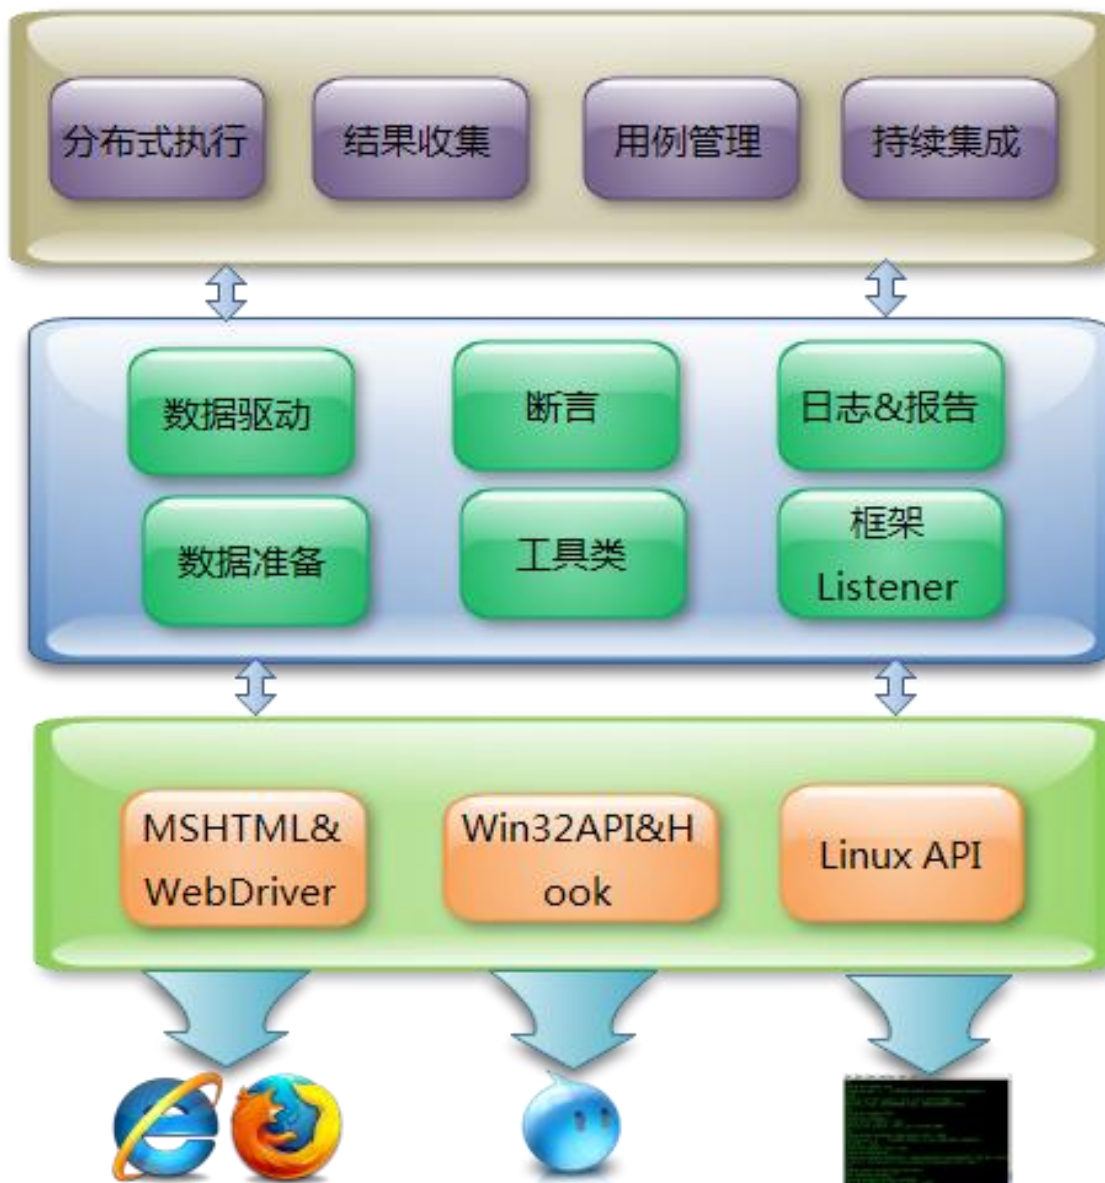 分布式执行
结果收集
用例管理
持续集成
数据驱动
断言
日志&报告
数据准备
工具类
框架
Listener
MSHTML&
WebDriver
Win32API&H
ook
Linux API